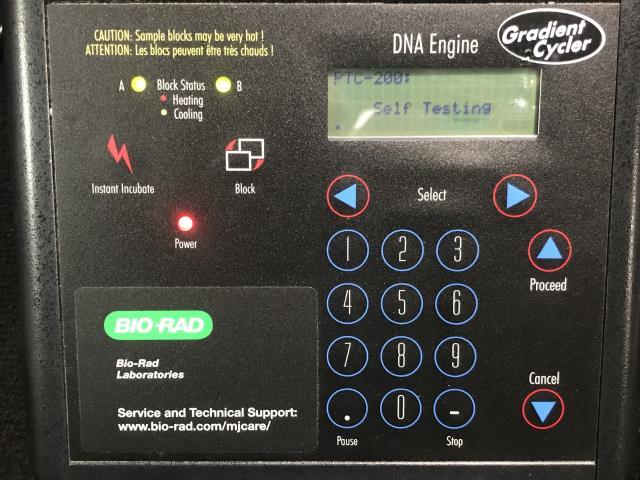 CAUTION: Sample blocks may be very hot !
ATTENTION: Les blocs peuvent être très chauds !
DNA Engine
Gradient
Cycler
A
Block Status
B
Heating
Cooling
PTC-200:
Self Testing
.
Instant Incubate
Block
Select
Power
1
2
3
Proceed
4
5
6
BIO-RAD
Bio-Rad
Laboratories
7
8
9
Service and Technical Support:
www.bio-rad.com/mjcare/
Cancel
.
0
-
Pause
Stop